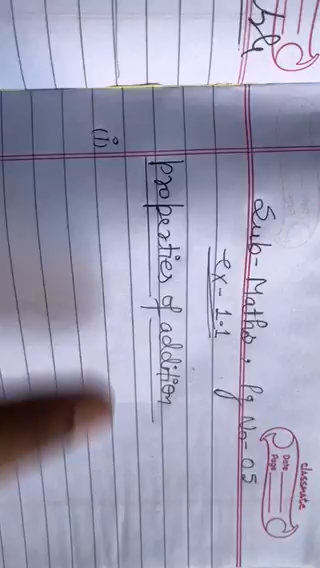 classmate
Date
Page
Sub-Maths. Pg No-05
Ex-1.1
Properties of addition
(i)